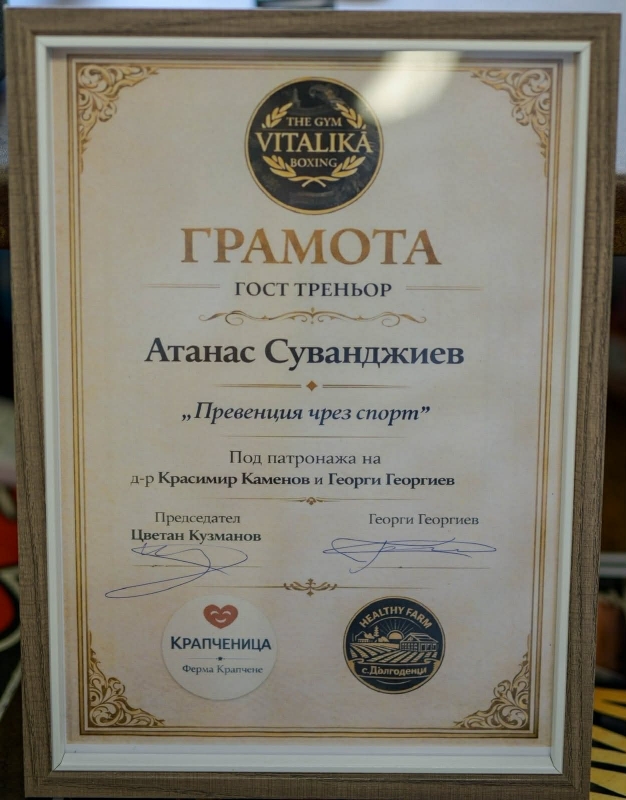 THE GYM
VITALIKA
BOXING
ГРАМОТА
ГОСТ ТРЕНЬОР
Атанас Суванджиев
„Превенция чрез спорт”
Под патронажа на
д-р Красимир Каменов и Георги Георгиев
Председател
Цветан Кузманов
Георги Георгиев
КРАПЧЕНИЦА
Ферма Крапчене
HEALTHY FARM
с. Долгоденци